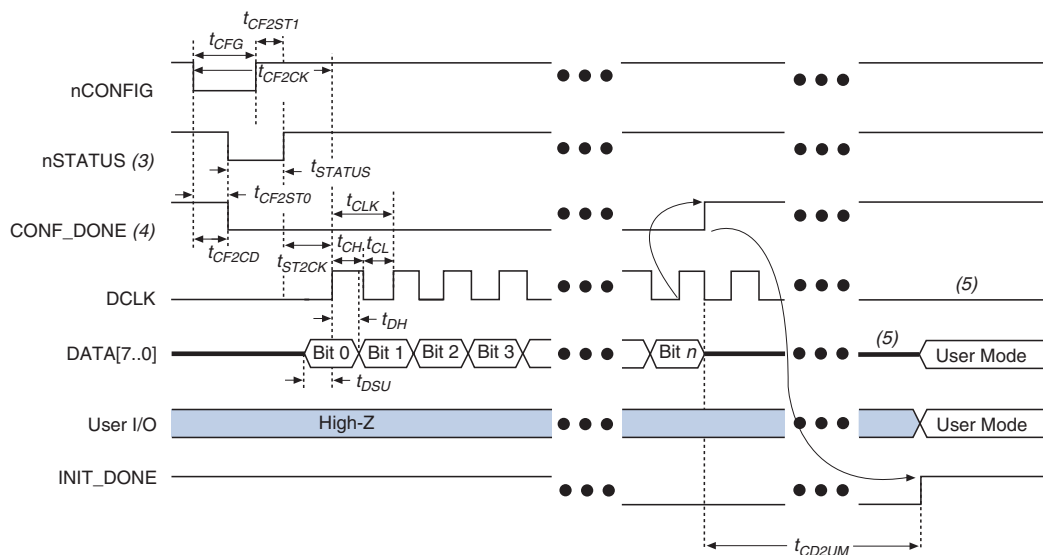 tCF2ST1
tCFG
tCF2CK
nCONFIG
nSTATUS (3)
tSTATUS
tCF2ST0
tCLK
CONF_DONE (4)
tCF2CD
tST2CK
tCH
tCL
DCLK
(5)
tDH
DATA[7..0]
Bit 0
Bit 1
Bit 2
Bit 3
Bit n
(5)
User Mode
tDSU
User I/O
High-Z
User Mode
INIT_DONE
tCD2UM